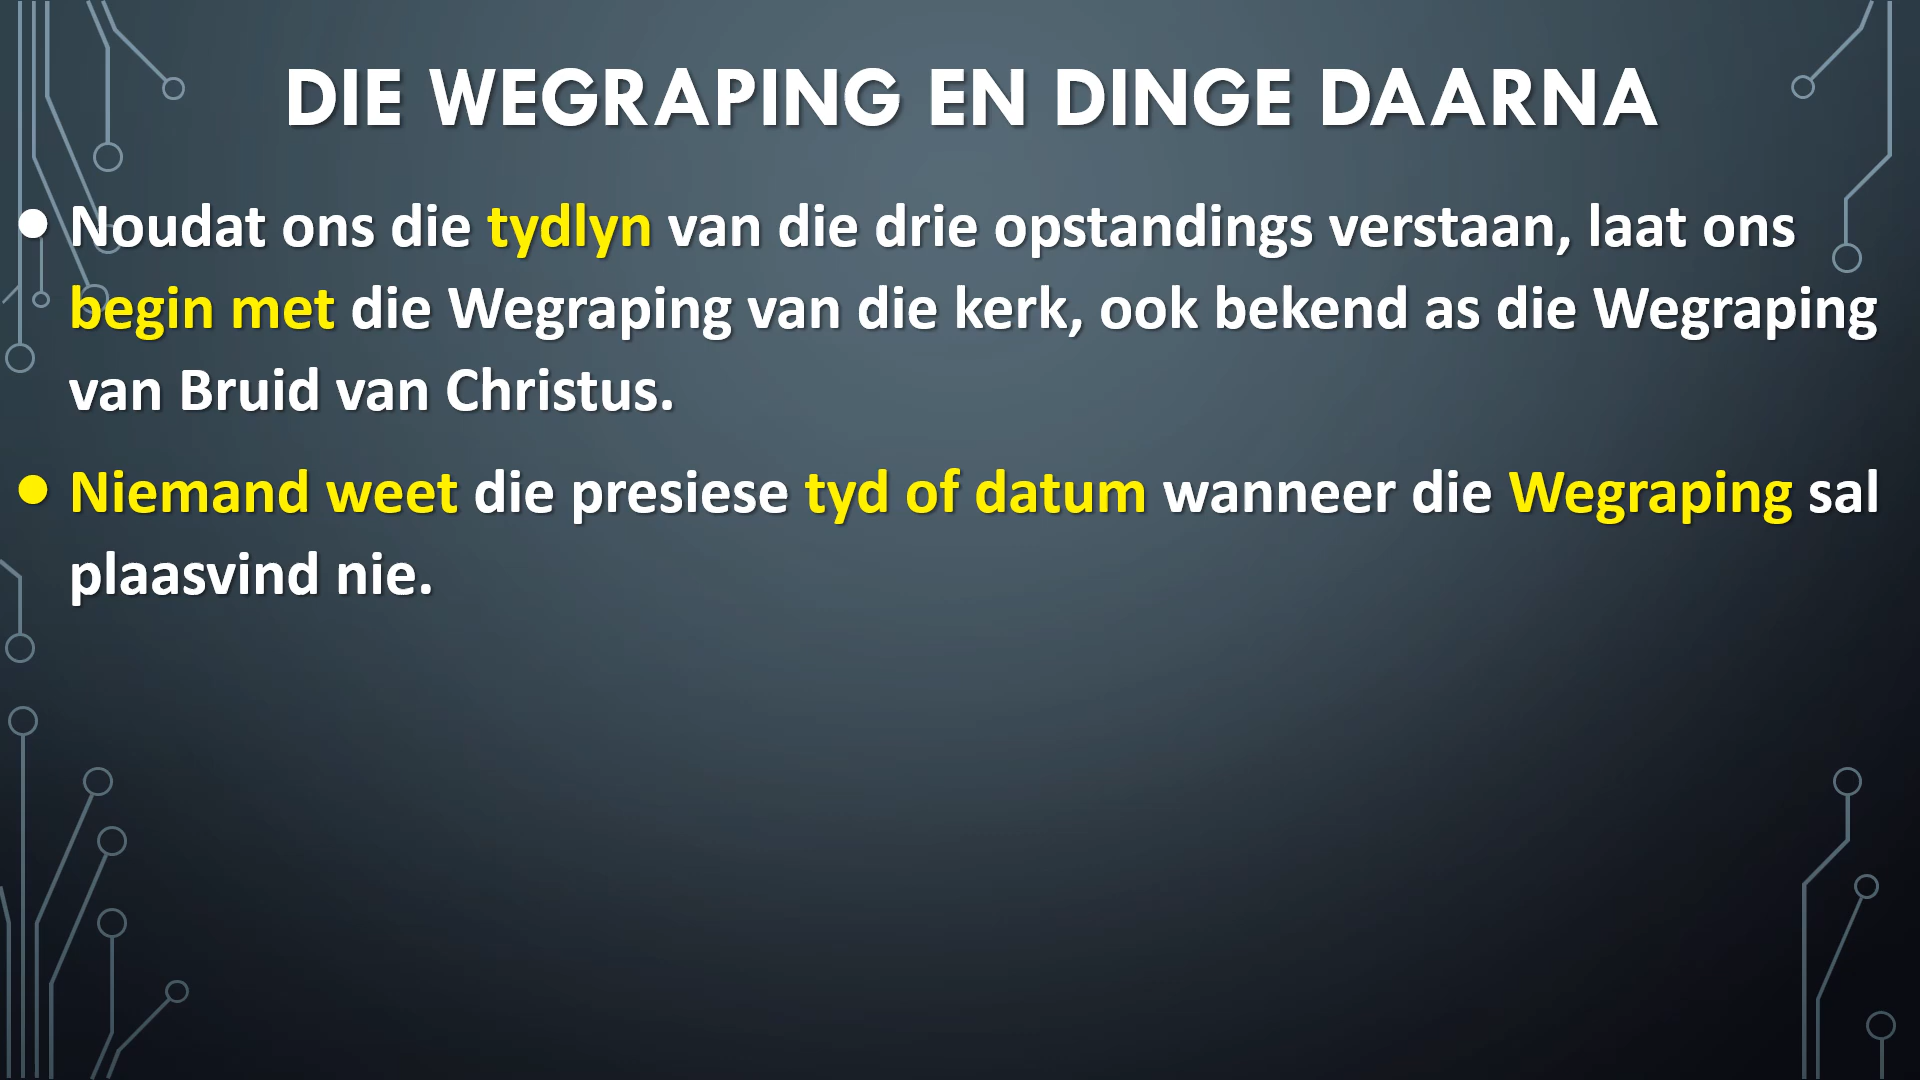 DIE WEGRAPING EN DINGE DAARNA
• Noudat ons die tydlyn van die drie opstandings verstaan, laat ons
begin met die Wegraping van die kerk, ook bekend as die Wegraping
van Bruid van Christus.
• Niemand weet die presiese tyd of datum wanneer die Wegraping sal
plaasvind nie.